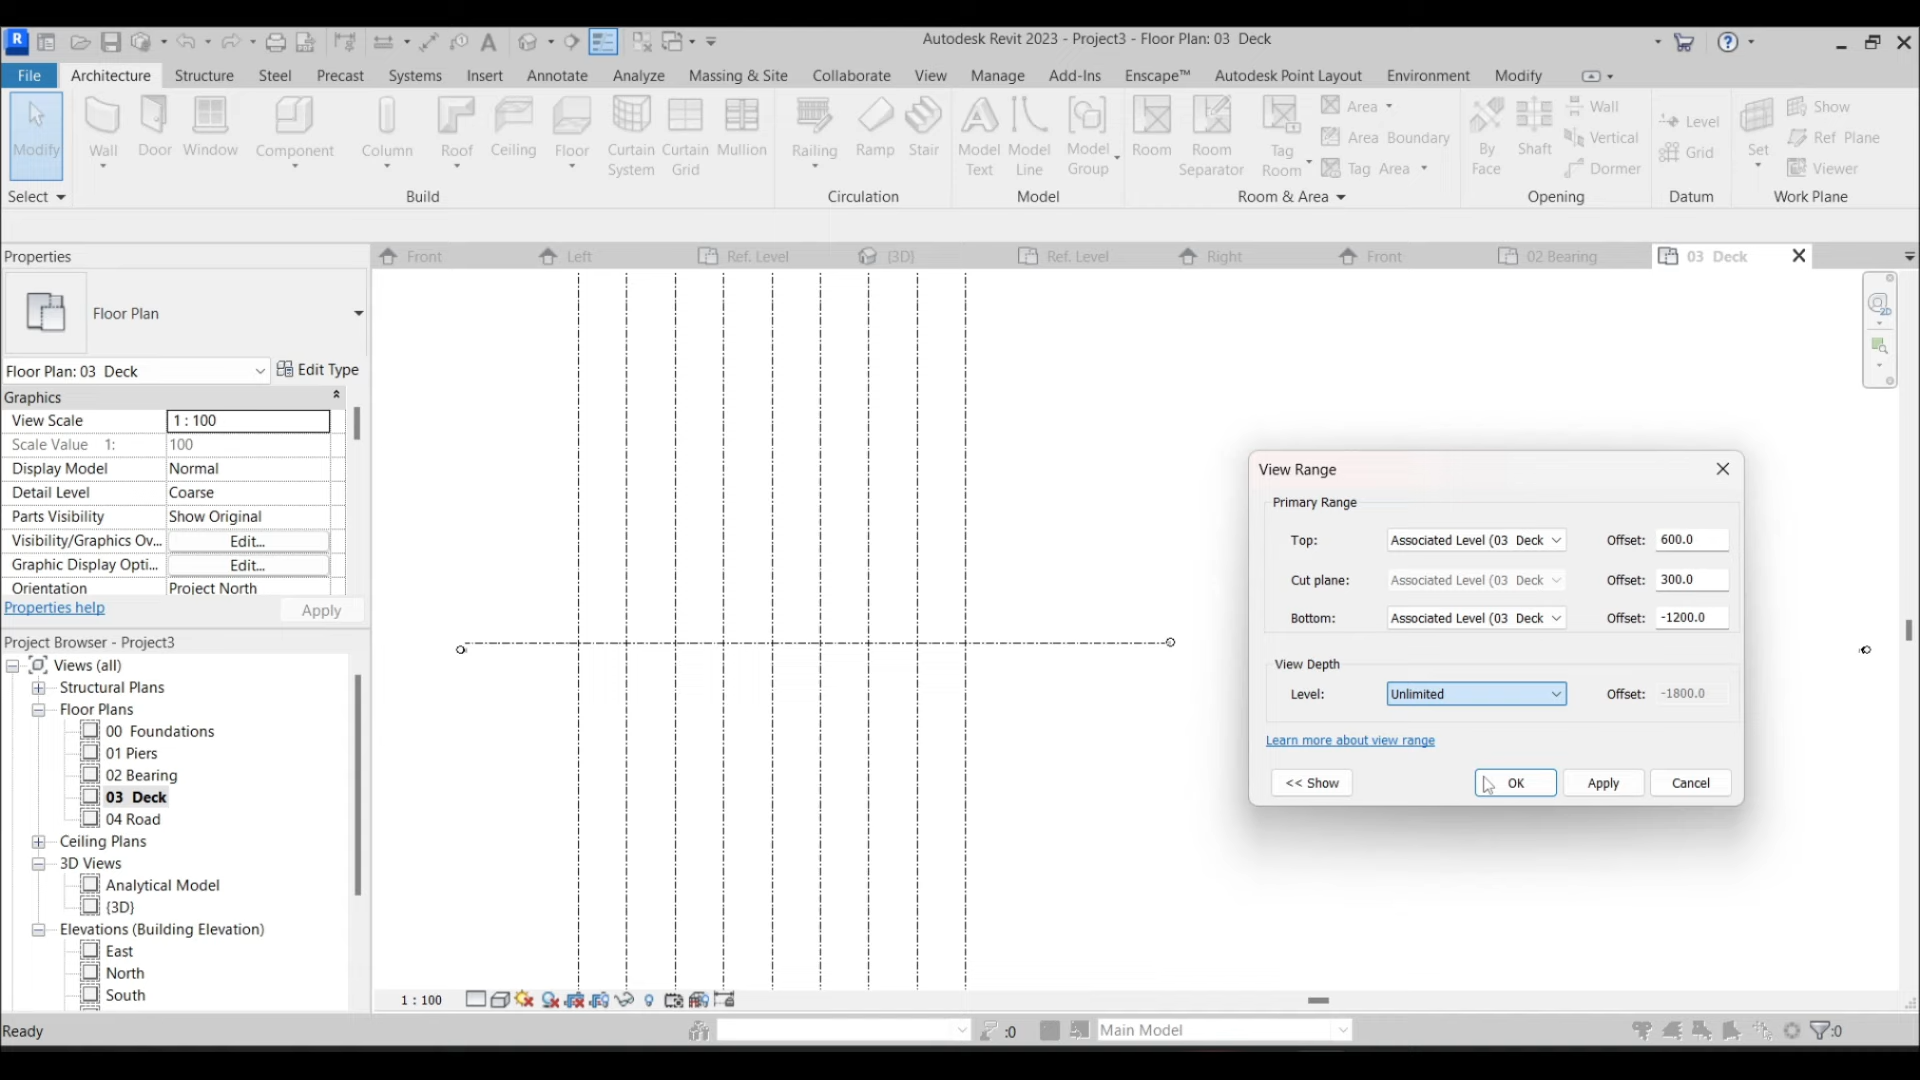 Autodesk Revit 2023 - Project3 - Floor Plan: 03 Deck
File Architecture Structure Steel Precast Systems Insert Annotate Analyze Massing & Site Collaborate View Manage Add-Ins Enscape™ Autodesk Point Layout Environment Modify
Modify Wall Door Window Component Column Roof Ceiling Floor Curtain System Curtain Grid Mullion Railing Ramp Stair Model Text Model Line Model Group Room Room Separator Tag Room Area Area Boundary Tag Area By Face Shaft Wall Vertical Dormer Level Grid Set Show Ref Plane Viewer
Select Build Circulation Model Room & Area Opening Datum Work Plane
Properties
Front Left Ref. Level {3D} Ref. Level Right Front 02 Bearing 03 Deck
Floor Plan
Floor Plan: 03 Deck Edit Type
Graphics
View Scale 1 : 100
Scale Value 1: 100
Display Model Normal
Detail Level Coarse
Parts Visibility Show Original
Visibility/Graphics Ov... Edit...
Graphic Display Opti... Edit...
Orientation Project North
Properties help Apply
Project Browser - Project3
Views (all)
Structural Plans
Floor Plans
00 Foundations
01 Piers
02 Bearing
03 Deck
04 Road
Ceiling Plans
3D Views
Analytical Model
{3D}
Elevations (Building Elevation)
East
North
South
2D
View Range
Primary Range
Top: Associated Level (03 Deck Offset: 600.0
Cut plane: Associated Level (03 Deck Offset: 300.0
Bottom: Associated Level (03 Deck Offset: -1200.0
View Depth
Level: Unlimited Offset: -1800.0
Learn more about view range
<< Show OK Apply Cancel
1 : 100
Ready :0 Main Model :0